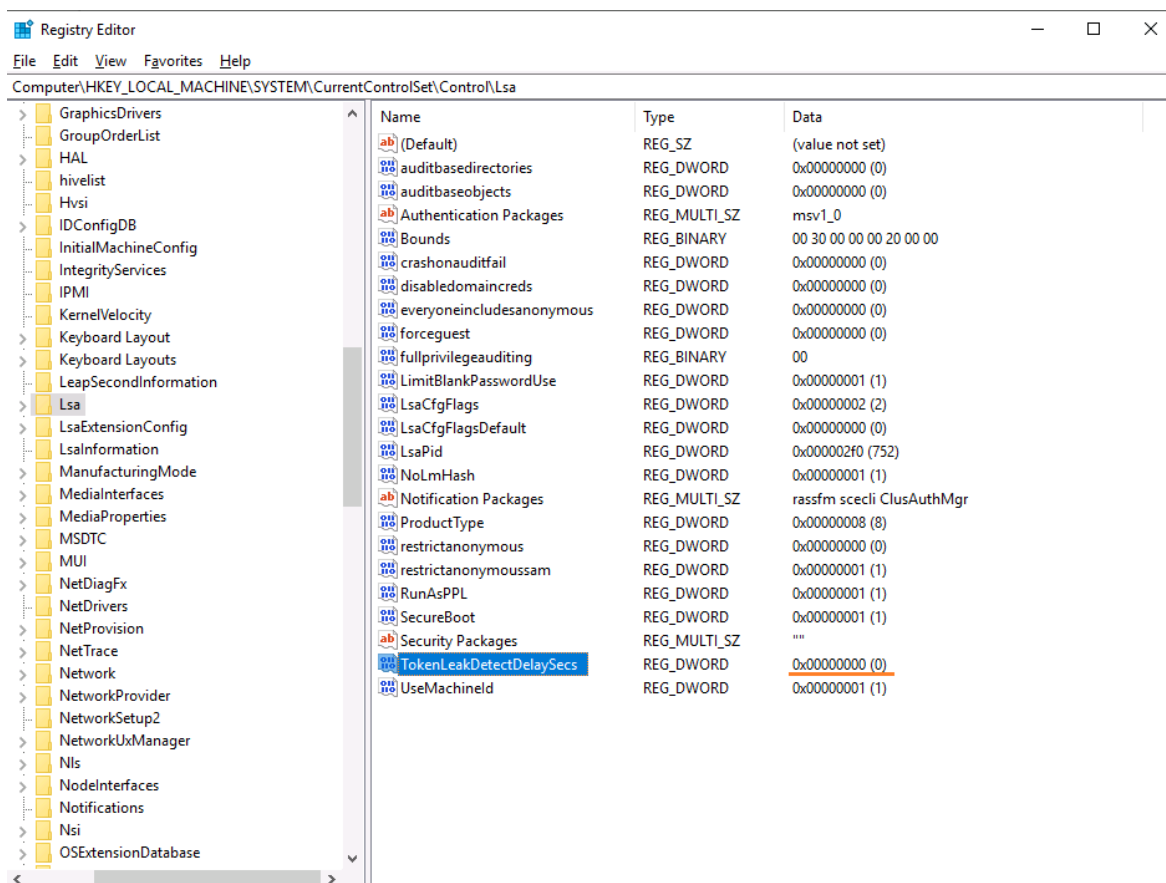 Registry Editor
File Edit View Favorites Help
Computer\HKEY_LOCAL_MACHINE\SYSTEM\CurrentControlSet\Control\Lsa
GraphicsDrivers
GroupOrderList
HAL
hivelist
Hvsi
IDConfigDB
InitialMachineConfig
IntegrityServices
IPMI
KernelVelocity
Keyboard Layout
Keyboard Layouts
LeapSecondInformation
Lsa
LsaExtensionConfig
LsaInformation
ManufacturingMode
MediaInterfaces
MediaProperties
MSDTC
MUI
NetDiagFx
NetDrivers
NetProvision
NetTrace
Network
NetworkProvider
NetworkSetup2
NetworkUxManager
Nls
NodeInterfaces
Notifications
Nsi
OSExtensionDatabase
Name Type Data
(Default) REG_SZ (value not set)
auditbasedirectories REG_DWORD 0x00000000 (0)
auditbaseobjects REG_DWORD 0x00000000 (0)
Authentication Packages REG_MULTI_SZ msv1_0
Bounds REG_BINARY 00 30 00 00 00 20 00 00
crashonauditfail REG_DWORD 0x00000000 (0)
disabledomaincreds REG_DWORD 0x00000000 (0)
everyoneincludesanonymous REG_DWORD 0x00000000 (0)
forceguest REG_DWORD 0x00000000 (0)
fullprivilegeauditing REG_BINARY 00
LimitBlankPasswordUse REG_DWORD 0x00000001 (1)
LsaCfgFlags REG_DWORD 0x00000002 (2)
LsaCfgFlagsDefault REG_DWORD 0x00000000 (0)
LsaPid REG_DWORD 0x000002f0 (752)
NoLmHash REG_DWORD 0x00000001 (1)
Notification Packages REG_MULTI_SZ rassfm scecli ClusAuthMgr
ProductType REG_DWORD 0x00000008 (8)
restrictanonymous REG_DWORD 0x00000000 (0)
restrictanonymoussam REG_DWORD 0x00000001 (1)
RunAsPPL REG_DWORD 0x00000001 (1)
SecureBoot REG_DWORD 0x00000001 (1)
Security Packages REG_MULTI_SZ ""
TokenLeakDetectDelaySecs REG_DWORD 0x00000000 (0)
UseMachineId REG_DWORD 0x00000001 (1)